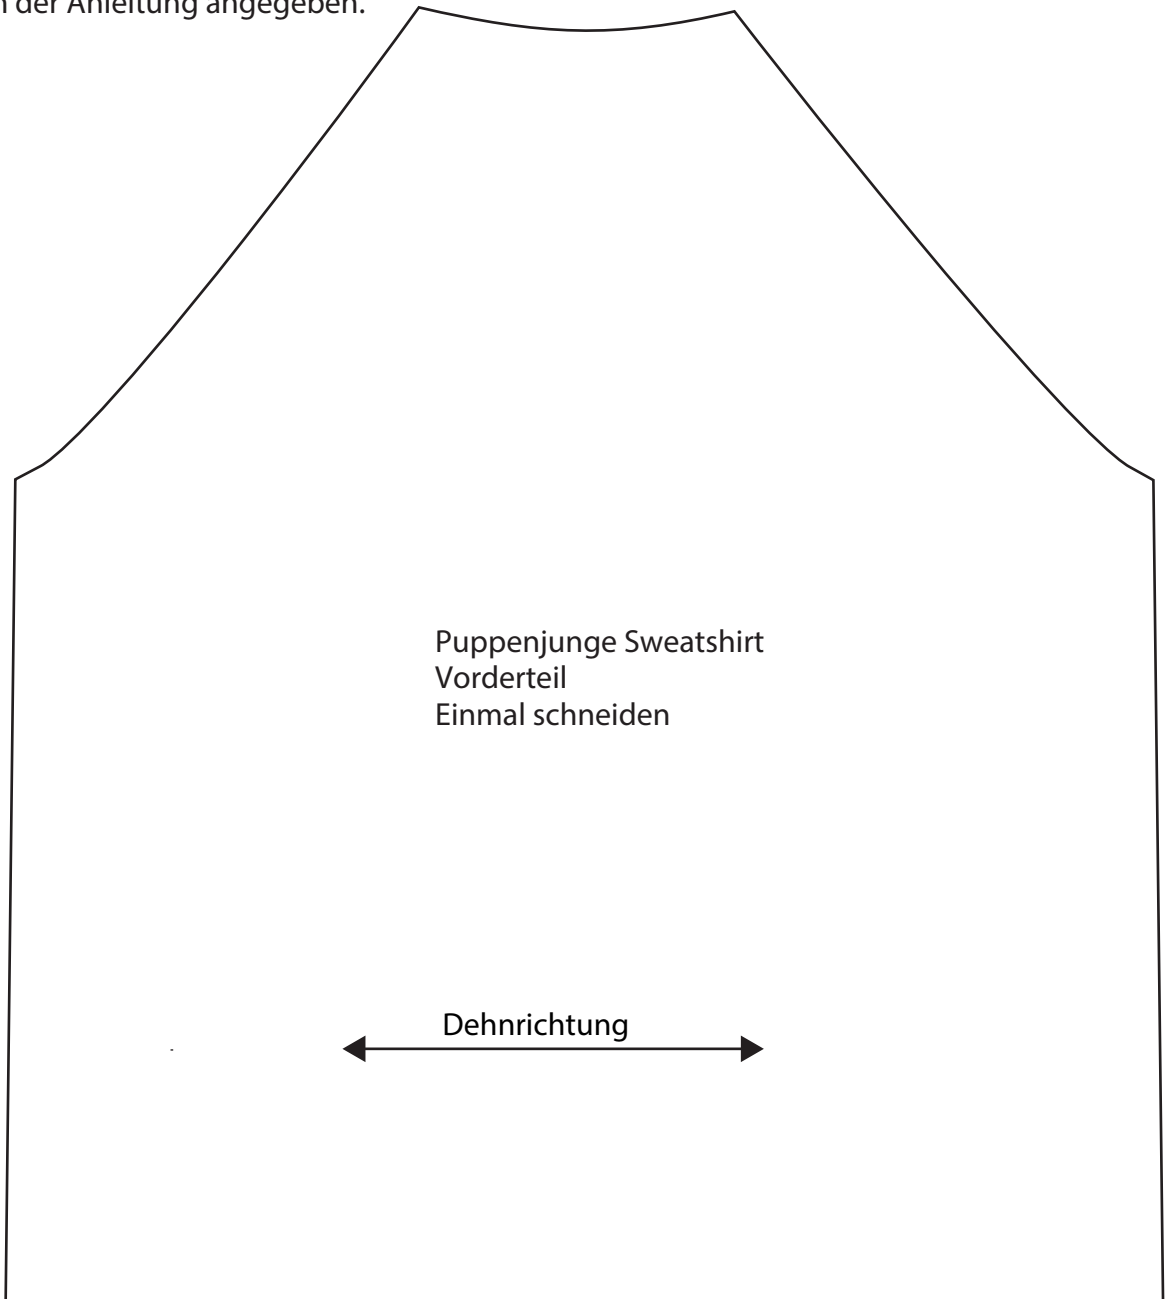 der Anleitung angegeben.
Puppenjunge Sweatshirt
Vorderteil
Einmal schneiden
Dehnrichtung